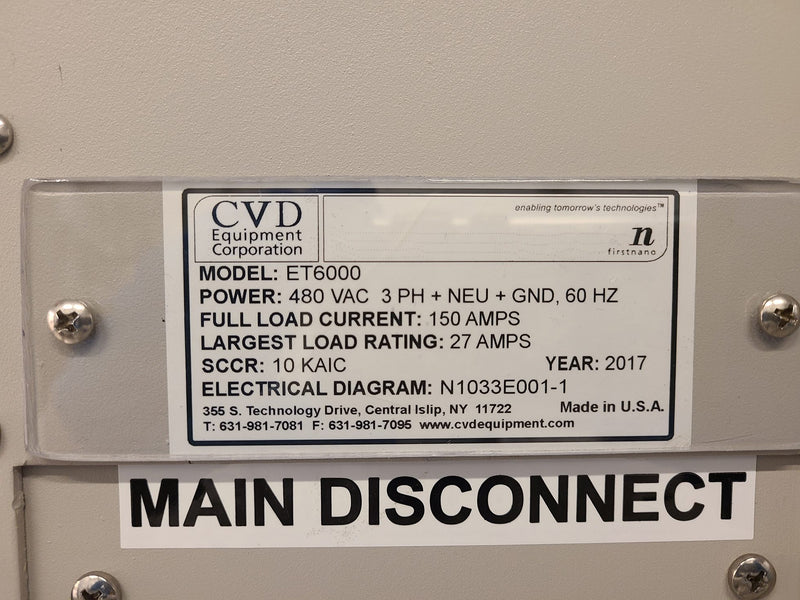 CVD
Equipment
Corporation
enabling tomorrow's technologies™
n
firstnano
MODEL: ET6000
POWER: 480 VAC 3 PH + NEU + GND, 60 HZ
FULL LOAD CURRENT: 150 AMPS
LARGEST LOAD RATING: 27 AMPS
SCCR: 10 KAIC YEAR: 2017
ELECTRICAL DIAGRAM: N1033E001-1
355 S. Technology Drive, Central Islip, NY 11722 Made in U.S.A.
T: 631-981-7081 F: 631-981-7095 www.cvdequipment.com
MAIN DISCONNECT